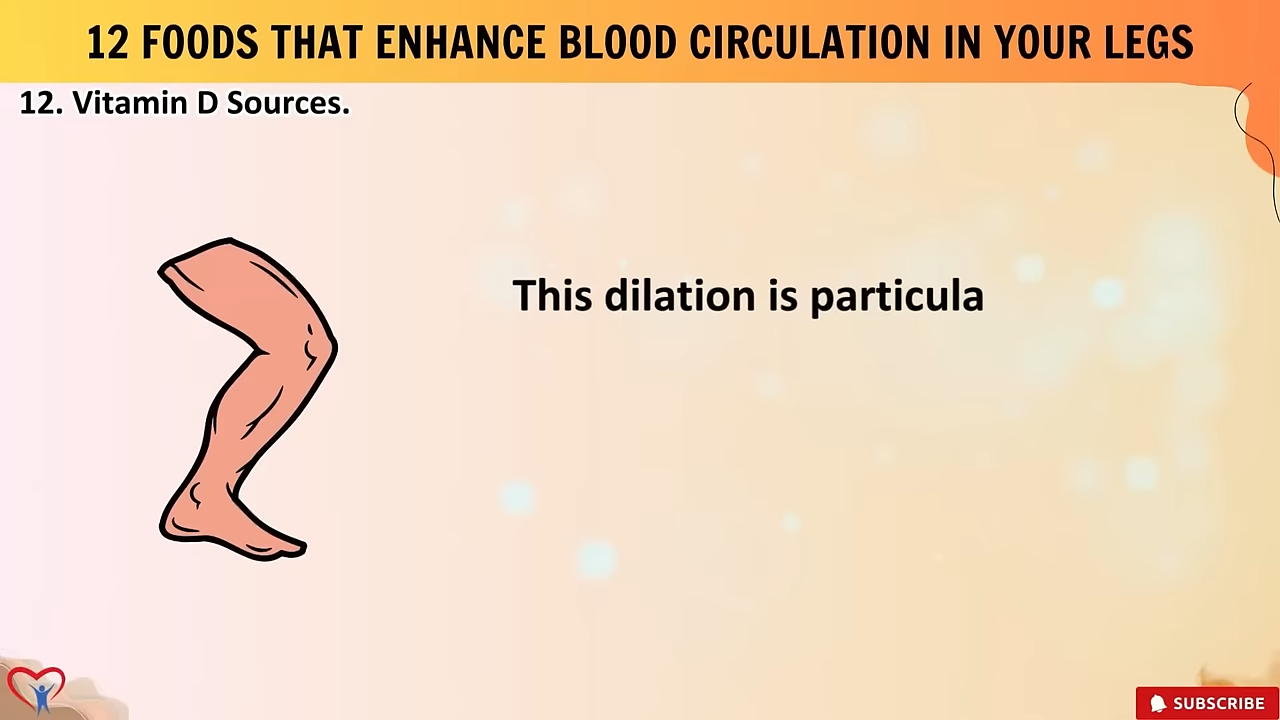 12 FOODS THAT ENHANCE BLOOD CIRCULATION IN YOUR LEGS
12. Vitamin D Sources.
This dilation is particula
SUBSCRIBE